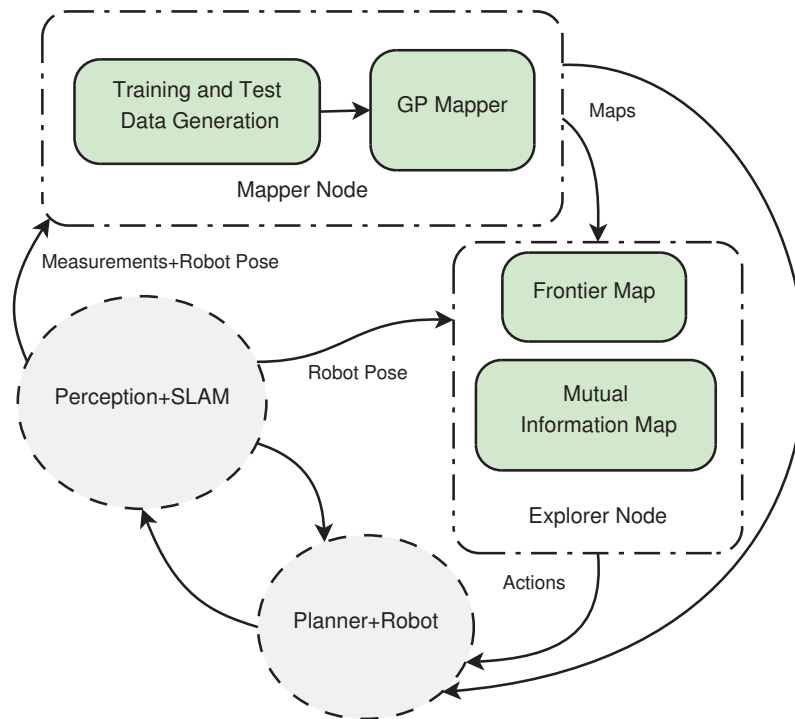 Training and Test
Data Generation
GP Mapper
Mapper Node
Maps
Measurements+Robot Pose
Frontier Map
Robot Pose
Perception+SLAM
Mutual
Information Map
Explorer Node
Actions
Planner+Robot